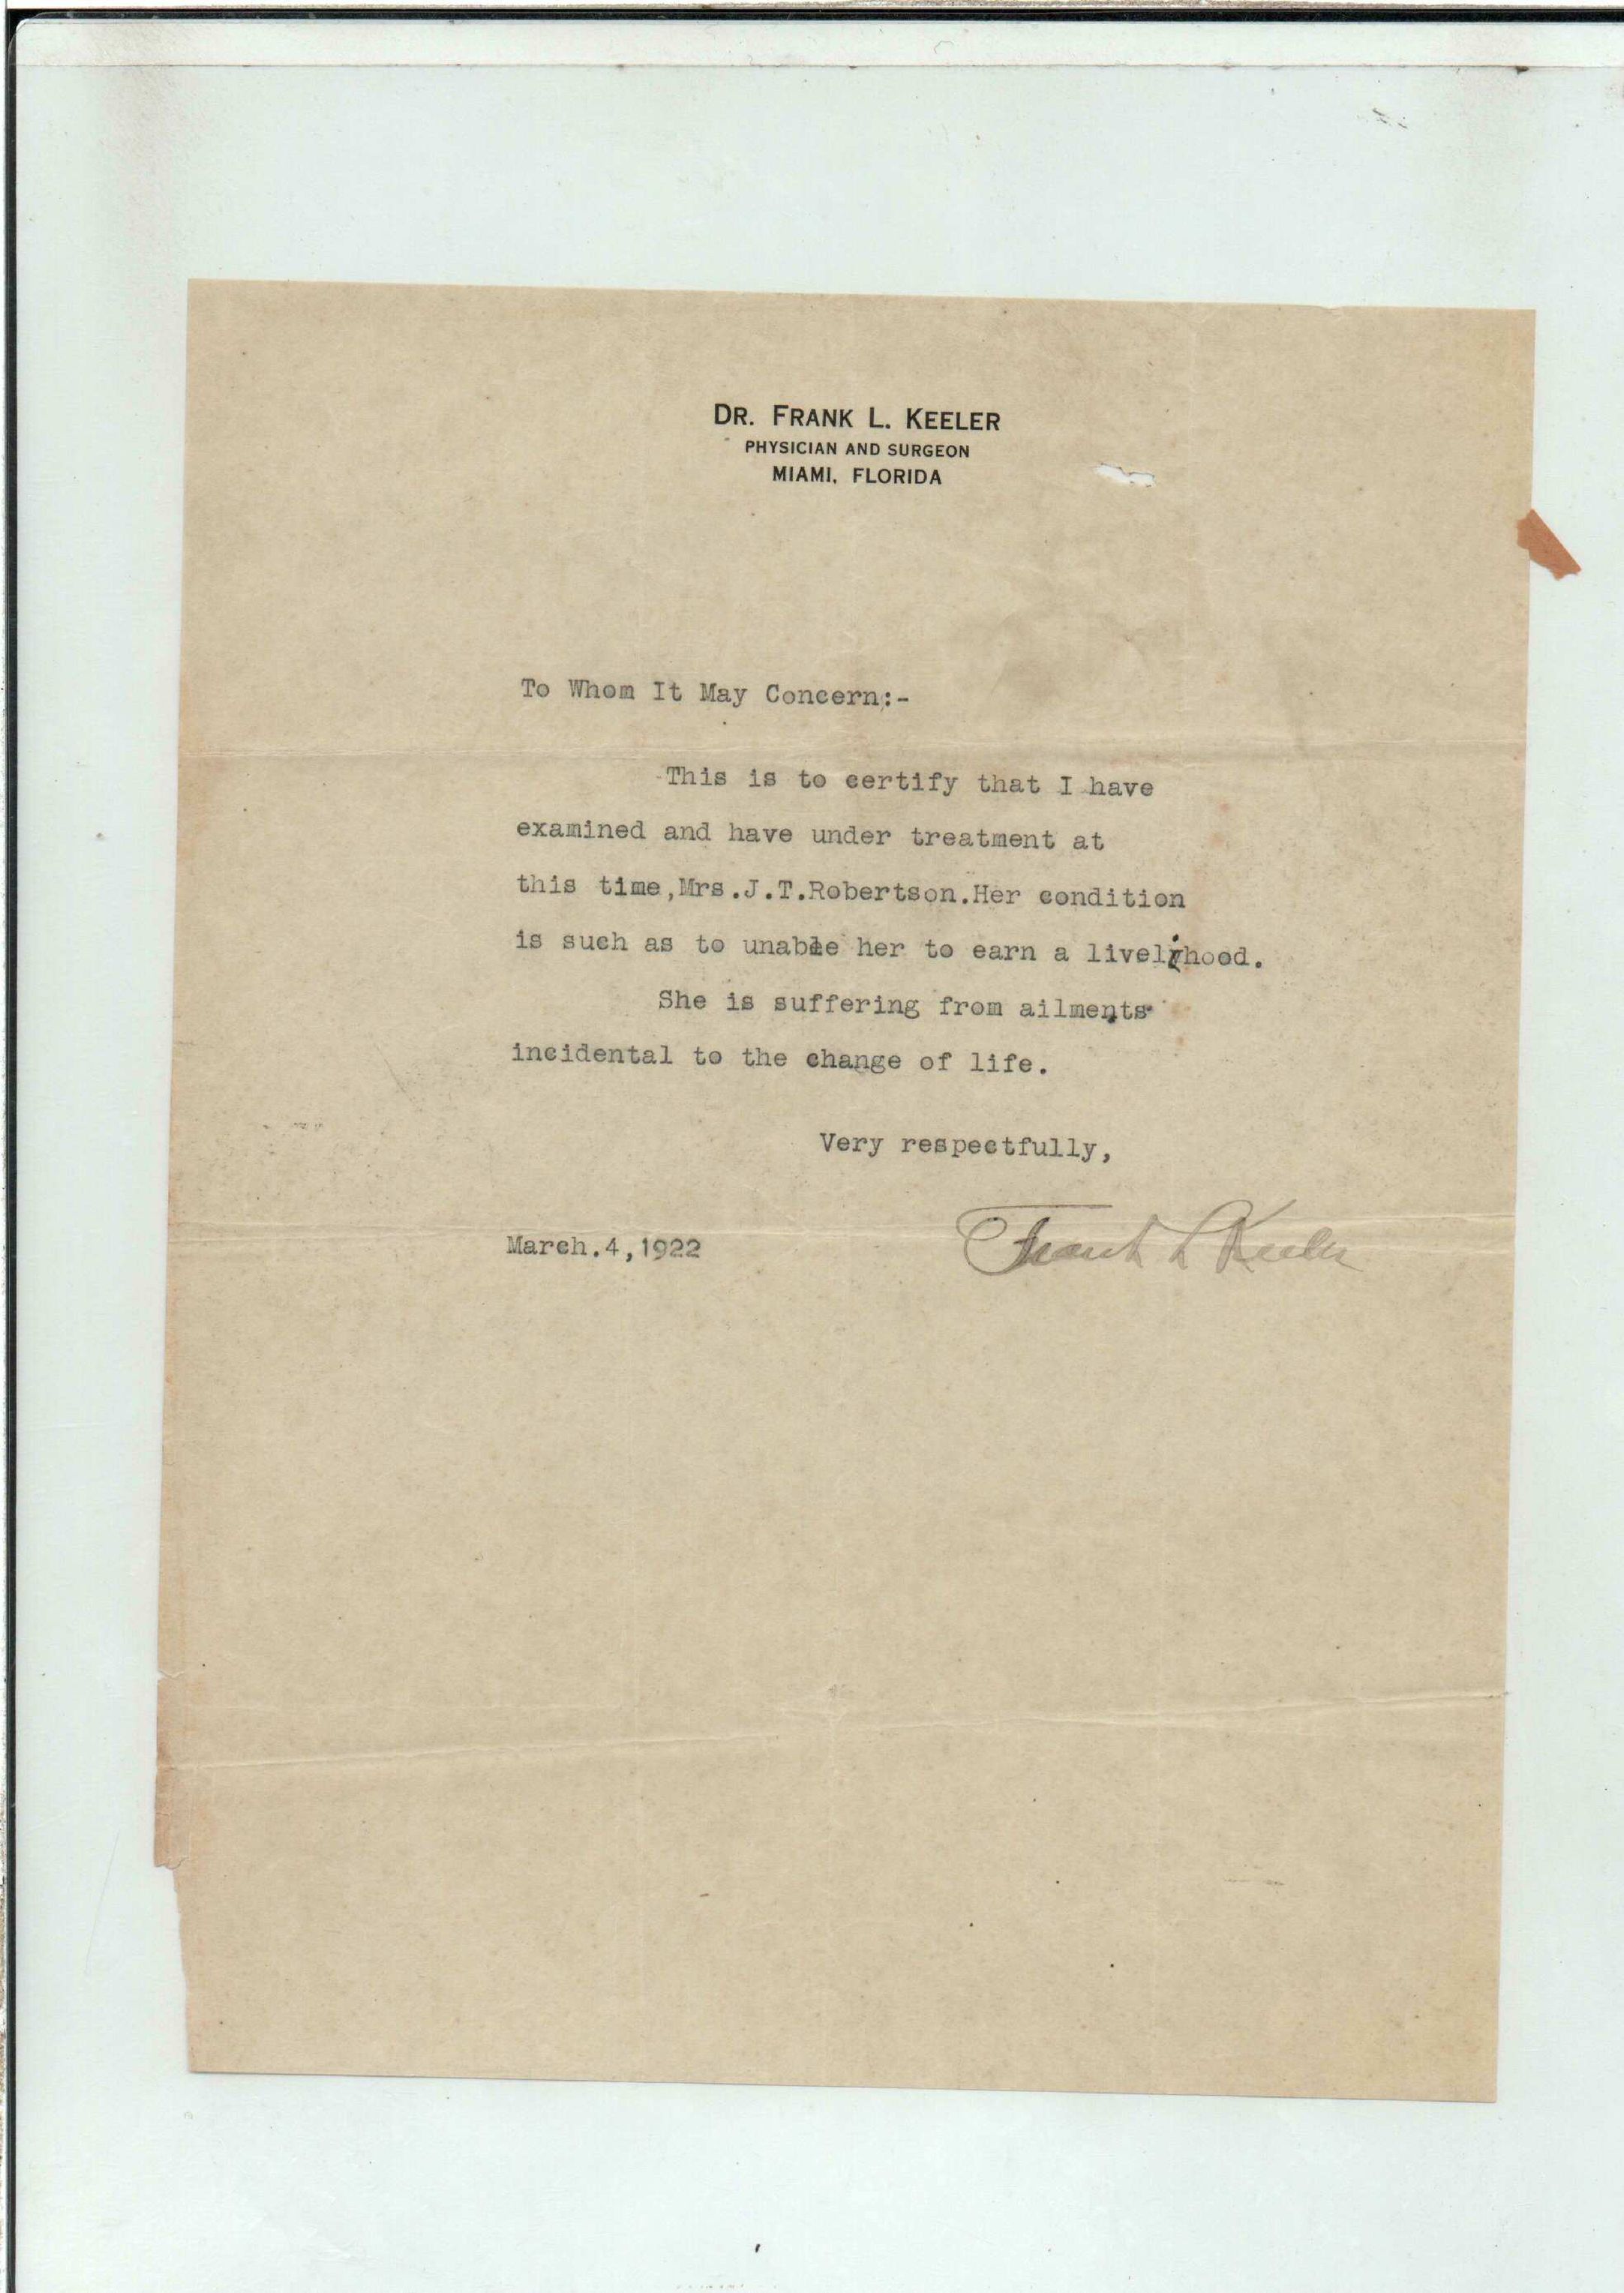 DR. FRANK L. KEELER
PHYSICIAN AND SURGEON
MIAMI, FLORIDA
To Whom It May Concern:-
This is to certify that I have
examined and have under treatment at
this time,Mrs.J.T.Robertson.Her condition
is such as to unable her to earn a livelihood.
She is suffering from ailments
incidental to the change of life.
Very respectfully,
March.4,1922
Frank L Keeler